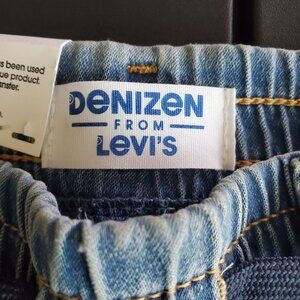 s been used
ue product.
nsfer.
DENIZEN
FROM
LEVI'S